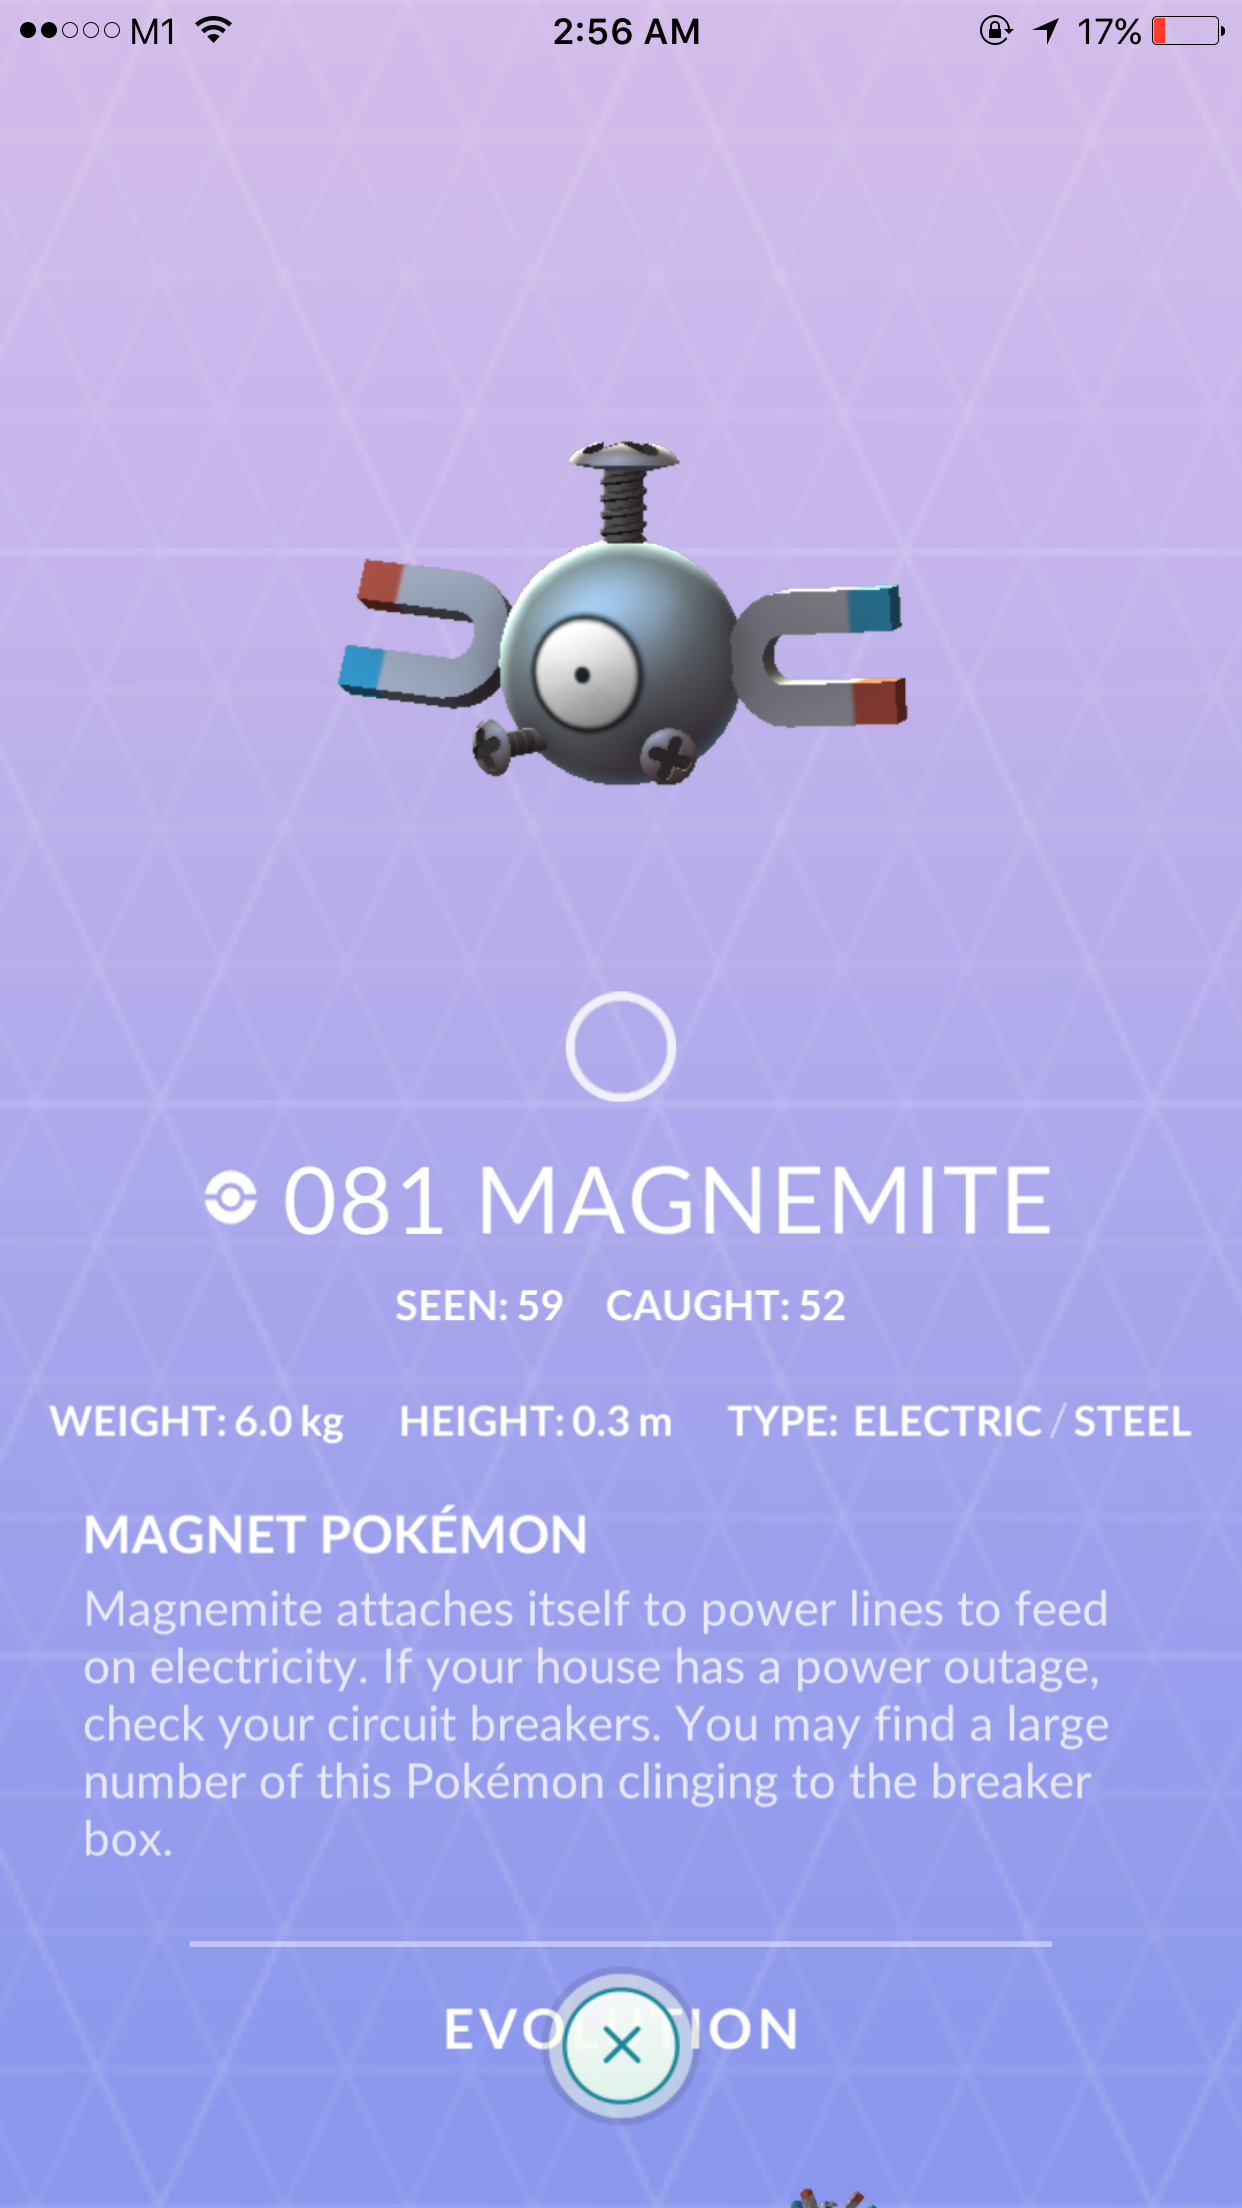 M1 2:56 AM 17%
081 MAGNEMITE
SEEN: 59 CAUGHT: 52
WEIGHT: 6.0 kg HEIGHT: 0.3 m TYPE: ELECTRIC / STEEL
MAGNET POKÉMON
Magnemite attaches itself to power lines to feed
on electricity. If your house has a power outage,
check your circuit breakers. You may find a large
number of this Pokémon clinging to the breaker
box.
EVOLUTION